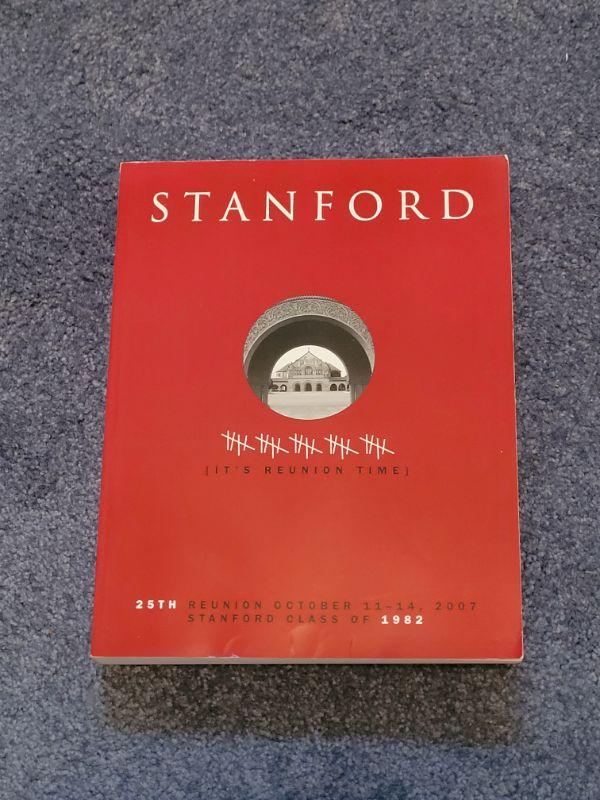 STANFORD
[IT'S REUNION TIME]
25TH REUNION OCTOBER 11–14, 2007
STANFORD CLASS OF 1982